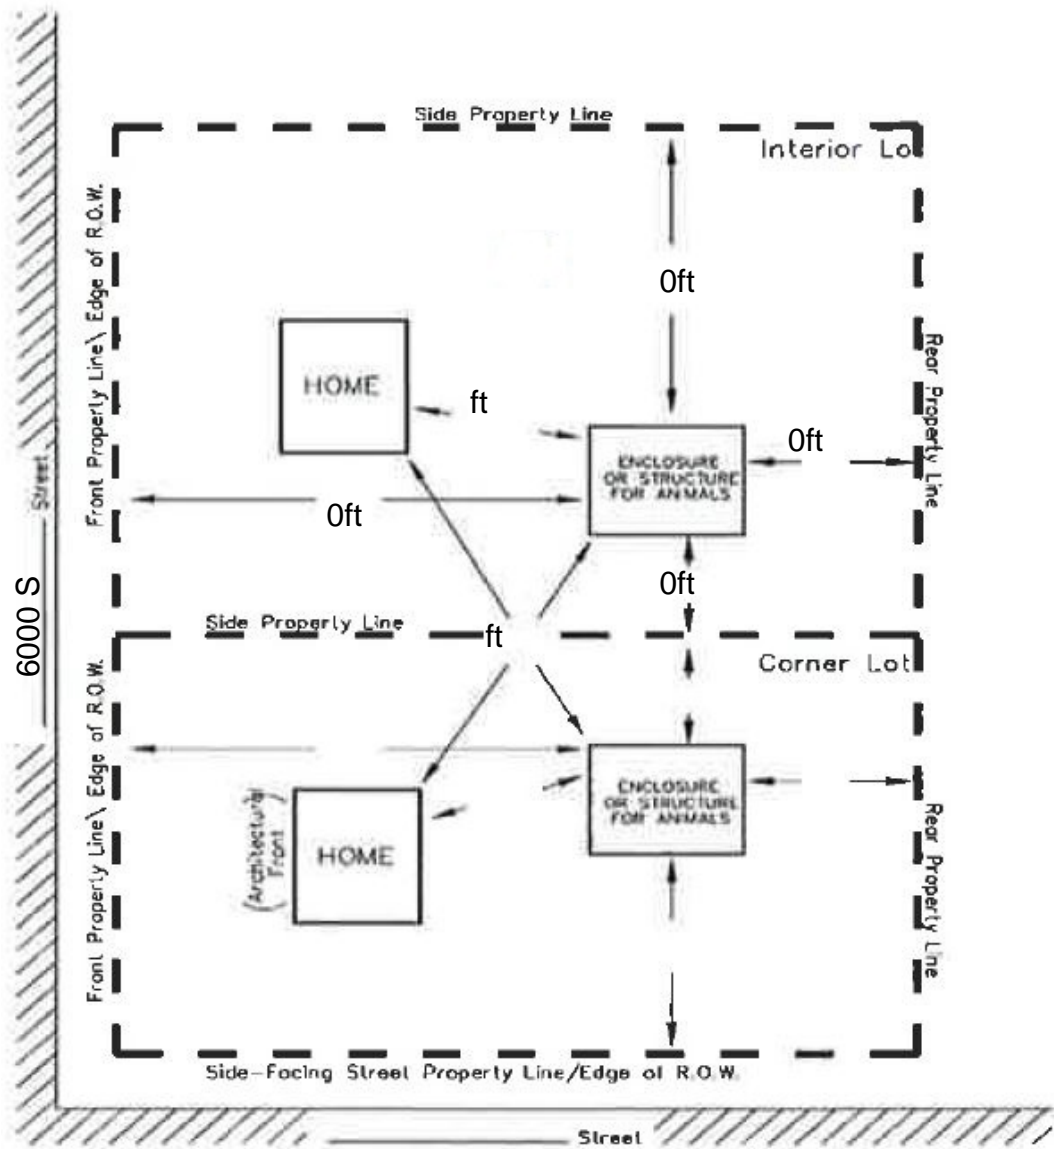 Side Property Line
Interior Lo
Front Property Line\ Edge of R.O.W.
0ft
Rear Property Line
HOME
ft
0ft
ENCLOSURE
OR STRUCTURE
FOR ANIMALS
Street
0ft
6000 S
0ft
Side Property Line
ft
Corner Lot
Front Property Line\ Edge of R.O.W.
(Architectural
Front)
HOME
ENCLOSURE
OR STRUCTURE
FOR ANIMALS
Rear Property Line
Side-Facing Street Property Line/Edge of R.O.W.
Street